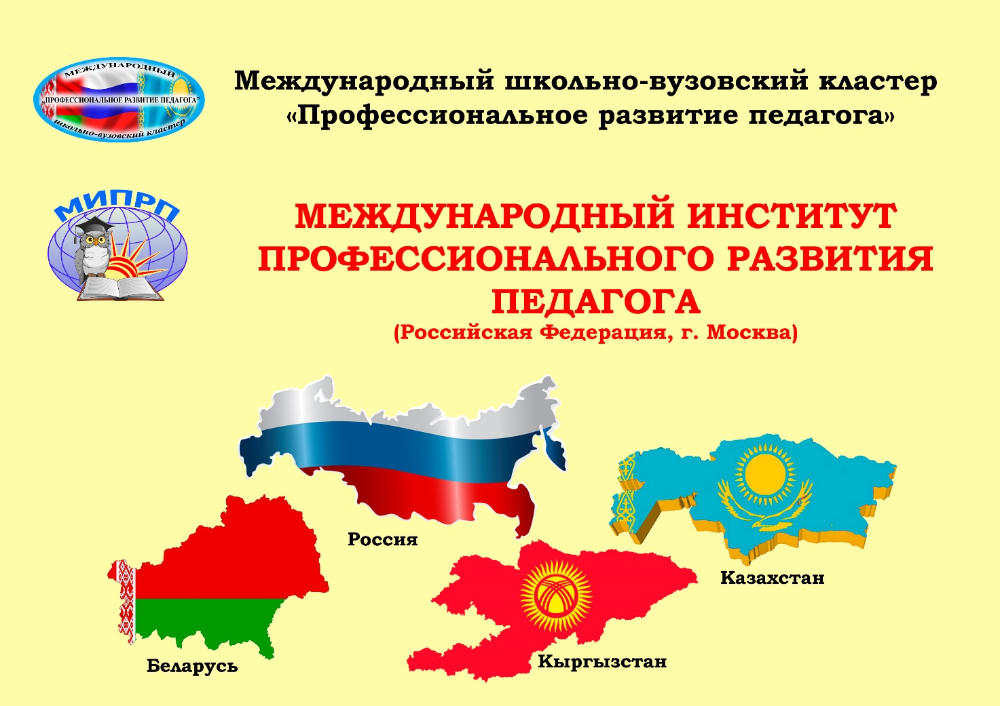 МЕЖДУНАРОДНЫЙ
„ПРОФЕССИОНАЛЬНОЕ РАЗВИТИЕ ПЕДАГОГА”
школьно-вузовский кластер
Международный школьно-вузовский кластер
«Профессиональное развитие педагога»
МИПРП
МЕЖДУНАРОДНЫЙ ИНСТИТУТ
ПРОФЕССИОНАЛЬНОГО РАЗВИТИЯ
ПЕДАГОГА
(Российская Федерация, г. Москва)
Россия
Казахстан
Беларусь
Кыргызстан